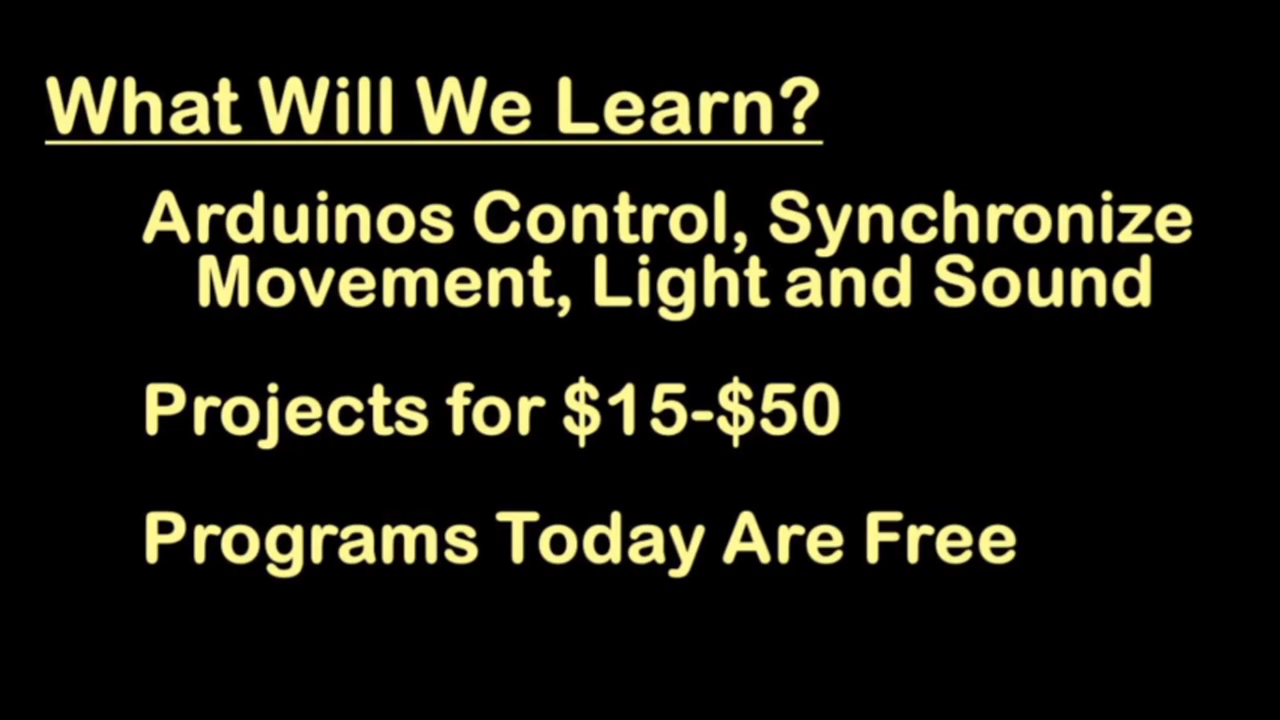 What Will We Learn?
Arduinos Control, Synchronize
Movement, Light and Sound
Projects for $15-$50
Programs Today Are Free